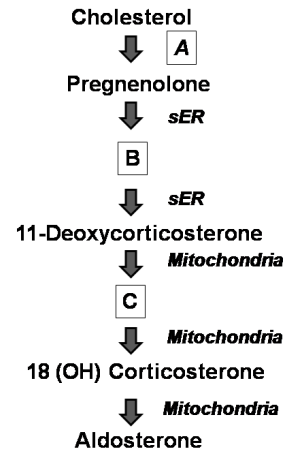 Cholesterol
A
Pregnenolone
sER
B
sER
11-Deoxycorticosterone
Mitochondria
C
Mitochondria
18 (OH) Corticosterone
Mitochondria
Aldosterone